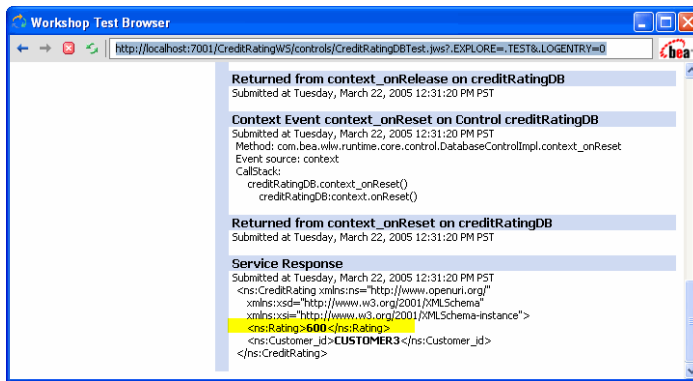 Workshop Test Browser
http://localhost:7001/CreditRatingWS/controls/CreditRatingDBTest.jws?.EXPLORE=.TEST&.LOGENTRY=0
bea
Returned from context_onRelease on creditRatingDB
Submitted at Tuesday, March 22, 2005 12:31:20 PM PST
Context Event context_onReset on Control creditRatingDB
Submitted at Tuesday, March 22, 2005 12:31:20 PM PST
Method: com.bea.wlw.runtime.core.control.DatabaseControlImpl.context_onReset
Event source: context
CallStack:
creditRatingDB.context_onReset()
creditRatingDB:context.onReset()
Returned from context_onReset on creditRatingDB
Submitted at Tuesday, March 22, 2005 12:31:20 PM PST
Service Response
Submitted at Tuesday, March 22, 2005 12:31:20 PM PST
<ns:CreditRating xmlns:ns="http://www.openuri.org/"
xmlns:xsd="http://www.w3.org/2001/XMLSchema"
xmlns:xsi="http://www.w3.org/2001/XMLSchema-instance">
<ns:Rating>600</ns:Rating>
<ns:Customer_id>CUSTOMER3</ns:Customer_id>
</ns:CreditRating>